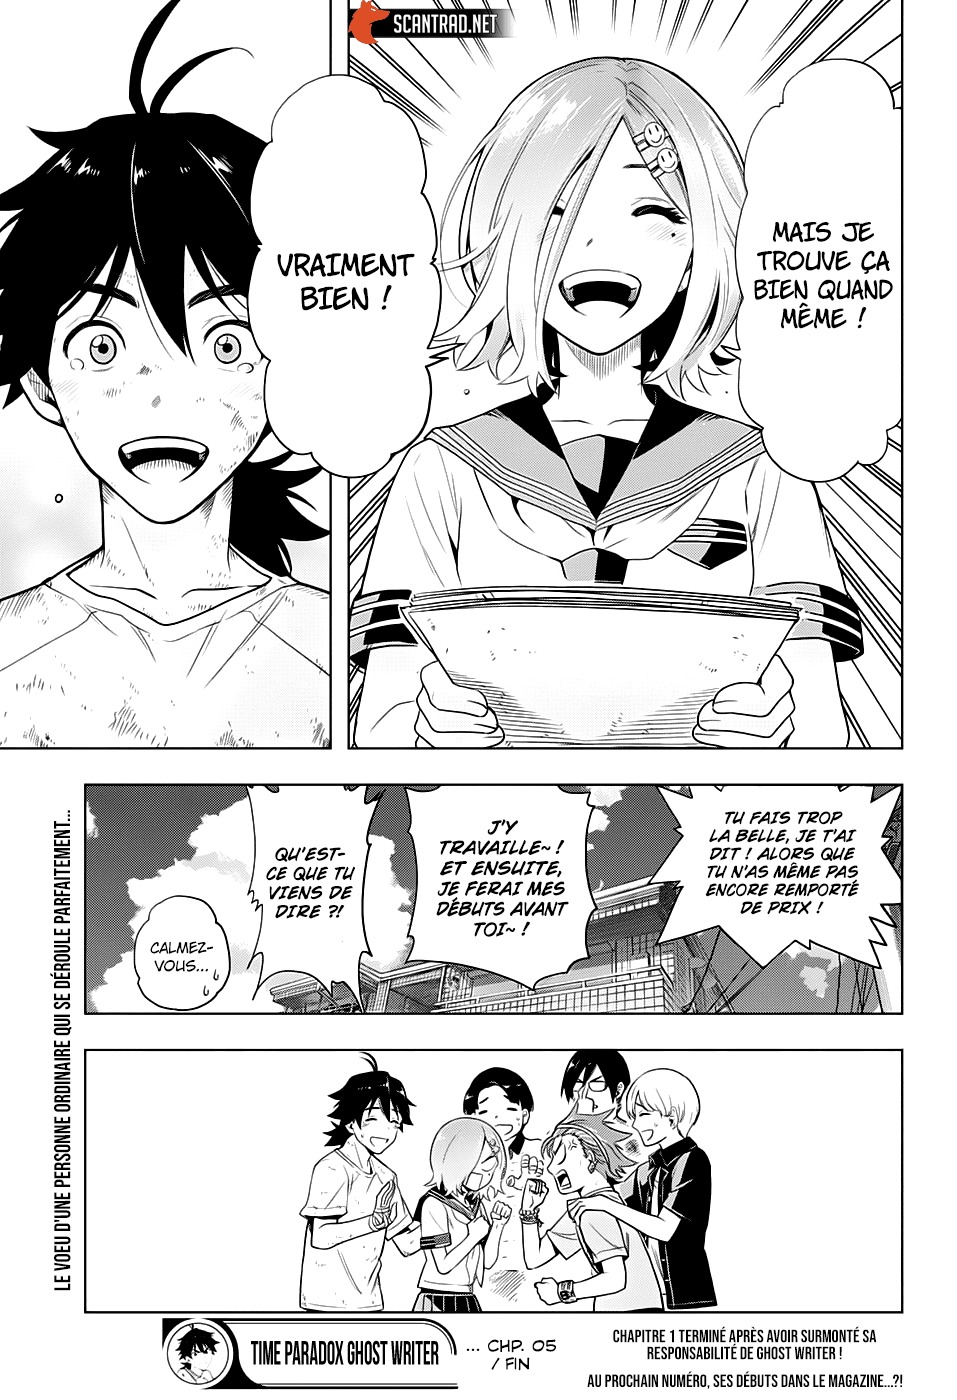 SCANTRAD.NET
MAIS JE
TROUVE ÇA
BIEN QUAND
MÊME !
VRAIMENT
BIEN !
TU FAIS TROP
LA BELLE, JE T'AI
DIT ! ALORS QUE
TU N'AS MÊME PAS
ENCORE REMPORTÉ
DE PRIX !
J'Y
TRAVAILLE~ !
ET ENSUITE,
JE FERAI MES
DÉBUTS AVANT
TOI~ !
QU'EST-
CE QUE TU
VIENS DE
DIRE ?!
CALMEZ-
VOUS...
LE VOEU D'UNE PERSONNE ORDINAIRE QUI SE DÉROULE PARFAITEMENT...
TIME PARADOX GHOST WRITER
... CHP. 05
/ FIN
CHAPITRE 1 TERMINÉ APRÈS AVOIR SURMONTÉ SA
RESPONSABILITÉ DE GHOST WRITER !
AU PROCHAIN NUMÉRO, SES DÉBUTS DANS LE MAGAZINE...?!